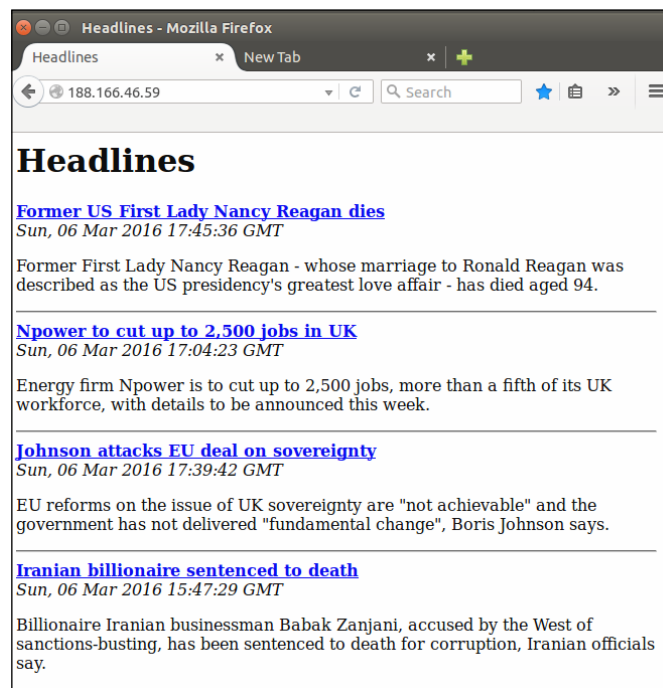 Headlines - Mozilla Firefox
Headlines
New Tab
188.166.46.59
Search
Headlines
Former US First Lady Nancy Reagan dies
Sun, 06 Mar 2016 17:45:36 GMT
Former First Lady Nancy Reagan - whose marriage to Ronald Reagan was
described as the US presidency's greatest love affair - has died aged 94.
Npower to cut up to 2,500 jobs in UK
Sun, 06 Mar 2016 17:04:23 GMT
Energy firm Npower is to cut up to 2,500 jobs, more than a fifth of its UK
workforce, with details to be announced this week.
Johnson attacks EU deal on sovereignty
Sun, 06 Mar 2016 17:39:42 GMT
EU reforms on the issue of UK sovereignty are "not achievable" and the
government has not delivered "fundamental change", Boris Johnson says.
Iranian billionaire sentenced to death
Sun, 06 Mar 2016 15:47:29 GMT
Billionaire Iranian businessman Babak Zanjani, accused by the West of
sanctions-busting, has been sentenced to death for corruption, Iranian officials
say.